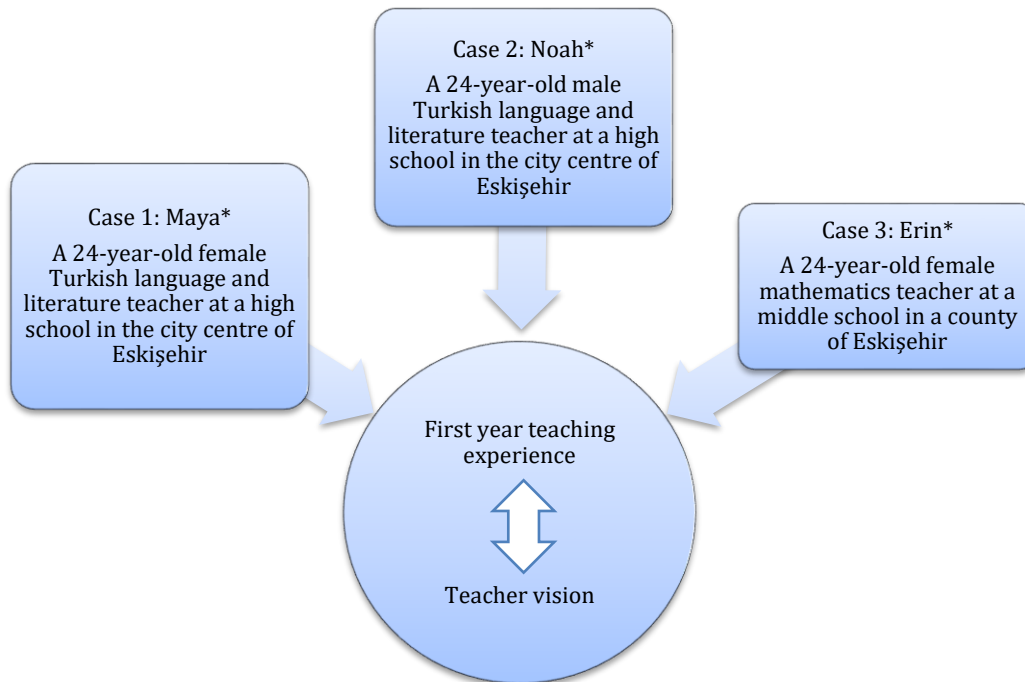 Case 1: Maya*
A 24-year-old female
Turkish language and
literature teacher at a high
school in the city centre of
Eskişehir
Case 2: Noah*
A 24-year-old male
Turkish language and
literature teacher at a high
school in the city centre of
Eskişehir
Case 3: Erin*
A 24-year-old female
mathematics teacher at a
middle school in a county
of Eskişehir
First year teaching
experience
Teacher vision